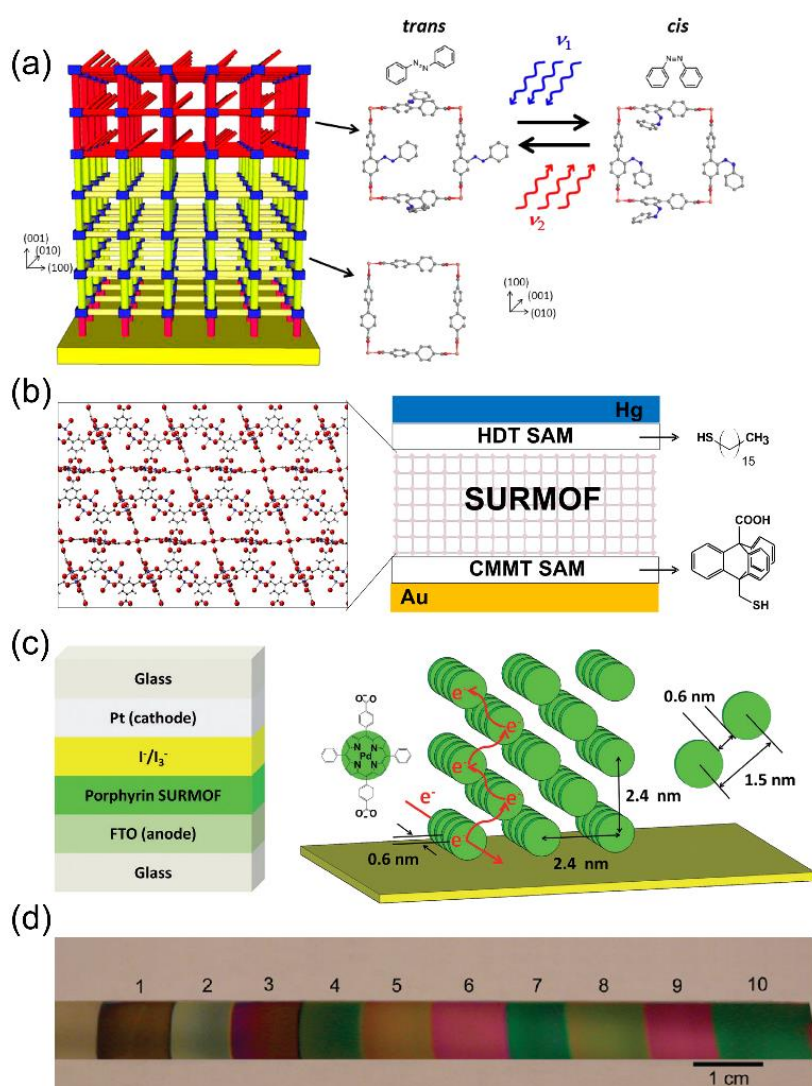 (a)
trans
cis
N
N
N=N
ν1
ν2
(001)
(010)
(100)
(100)
(001)
(010)
(b)
Hg
HDT SAM
HS
CH3
15
SURMOF
CMMT SAM
Au
COOH
SH
(c)
Glass
Pt (cathode)
I-/I3-
Porphyrin SURMOF
FTO (anode)
Glass
N
N
Pd
N
N
e-
e-
e-
e-
e-
0.6 nm
2.4 nm
2.4 nm
0.6 nm
1.5 nm
(d)
1 2 3 4 5 6 7 8 9 10
1 cm